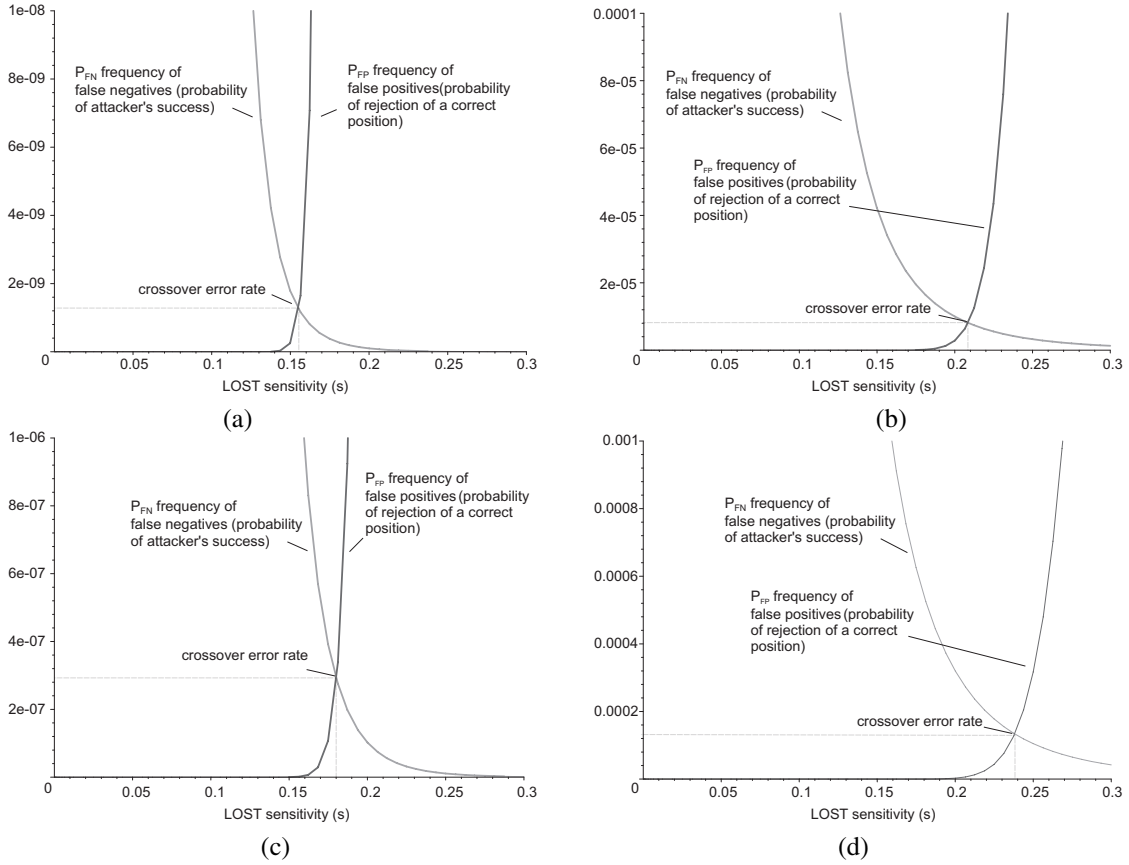 1e-08
8e-09
6e-09
4e-09
2e-09
P_FN frequency of
false negatives (probability
of attacker's success)
P_FP frequency of
false positives(probability
of rejection of a correct
position)
crossover error rate
0 0.05 0.1 0.15 0.2 0.25 0.3
LOST sensitivity (s)
(a)
0.0001
8e-05
6e-05
4e-05
2e-05
P_FN frequency of
false negatives (probability
of attacker's success)
P_FP frequency of
false positives (probability
of rejection of a correct
position)
crossover error rate
0 0.05 0.1 0.15 0.2 0.25 0.3
LOST sensitivity (s)
(b)
1e-06
8e-07
6e-07
4e-07
2e-07
P_FN frequency of
false negatives (probability
of attacker's success)
P_FP frequency of
false positives (probability
of rejection of a correct
position)
crossover error rate
0 0.05 0.1 0.15 0.2 0.25 0.3
LOST sensitivity (s)
(c)
0.001
0.0008
0.0006
0.0004
0.0002
P_FN frequency of
false negatives (probability
of attacker's success)
P_FP frequency of
false positives (probability
of rejection of a correct
position)
crossover error rate
0 0.05 0.1 0.15 0.2 0.25 0.3
LOST sensitivity (s)
(d)